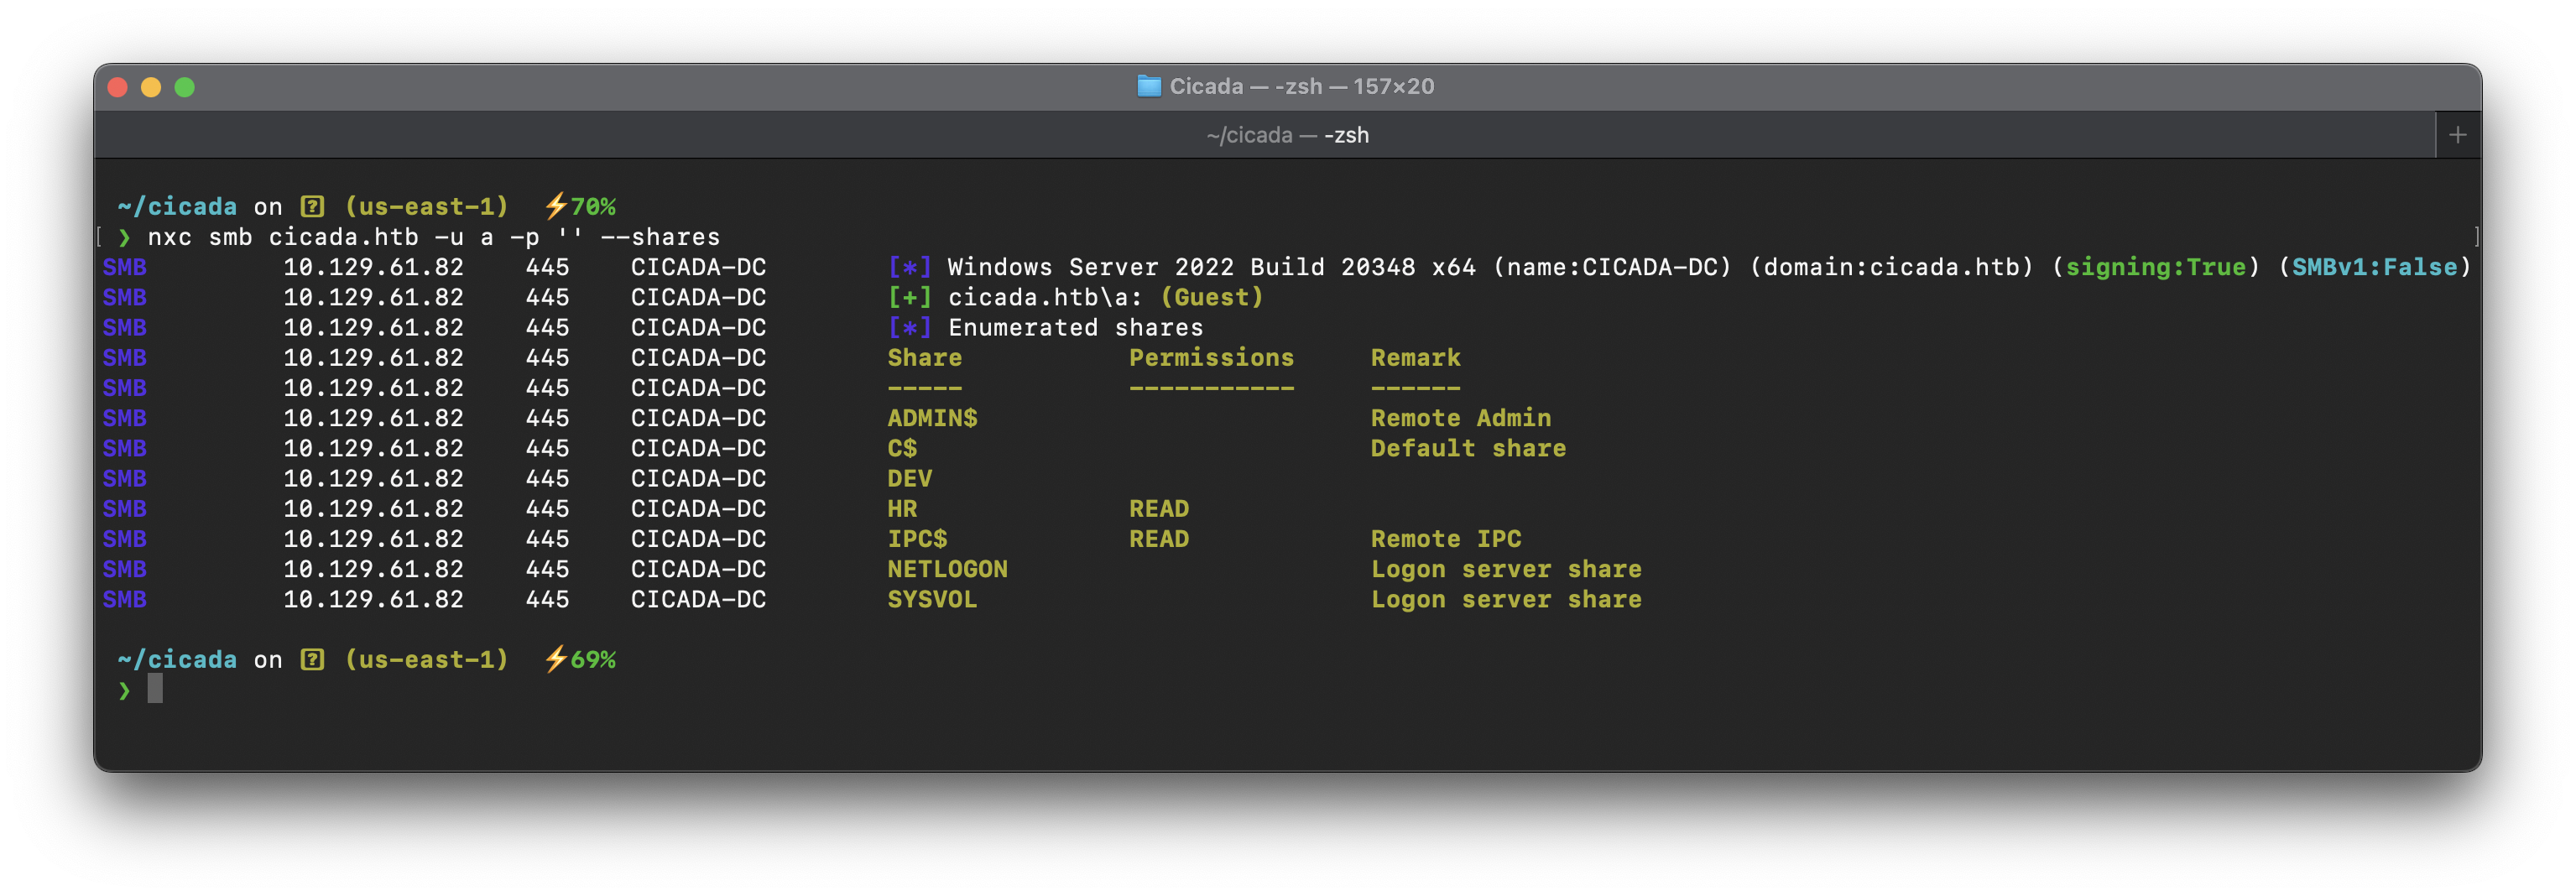 Cicada — -zsh — 157×20
~/cicada — -zsh +
~/cicada on ? (us-east-1) ⚡70%
[ ❯ nxc smb cicada.htb -u a -p '' --shares ]
SMB 10.129.61.82 445 CICADA-DC [*] Windows Server 2022 Build 20348 x64 (name:CICADA-DC) (domain:cicada.htb) (signing:True) (SMBv1:False)
SMB 10.129.61.82 445 CICADA-DC [+] cicada.htb\a: (Guest)
SMB 10.129.61.82 445 CICADA-DC [*] Enumerated shares
SMB 10.129.61.82 445 CICADA-DC Share Permissions Remark
SMB 10.129.61.82 445 CICADA-DC ----- ----------- ------
SMB 10.129.61.82 445 CICADA-DC ADMIN$ Remote Admin
SMB 10.129.61.82 445 CICADA-DC C$ Default share
SMB 10.129.61.82 445 CICADA-DC DEV
SMB 10.129.61.82 445 CICADA-DC HR READ
SMB 10.129.61.82 445 CICADA-DC IPC$ READ Remote IPC
SMB 10.129.61.82 445 CICADA-DC NETLOGON Logon server share
SMB 10.129.61.82 445 CICADA-DC SYSVOL Logon server share
~/cicada on ? (us-east-1) ⚡69%
❯